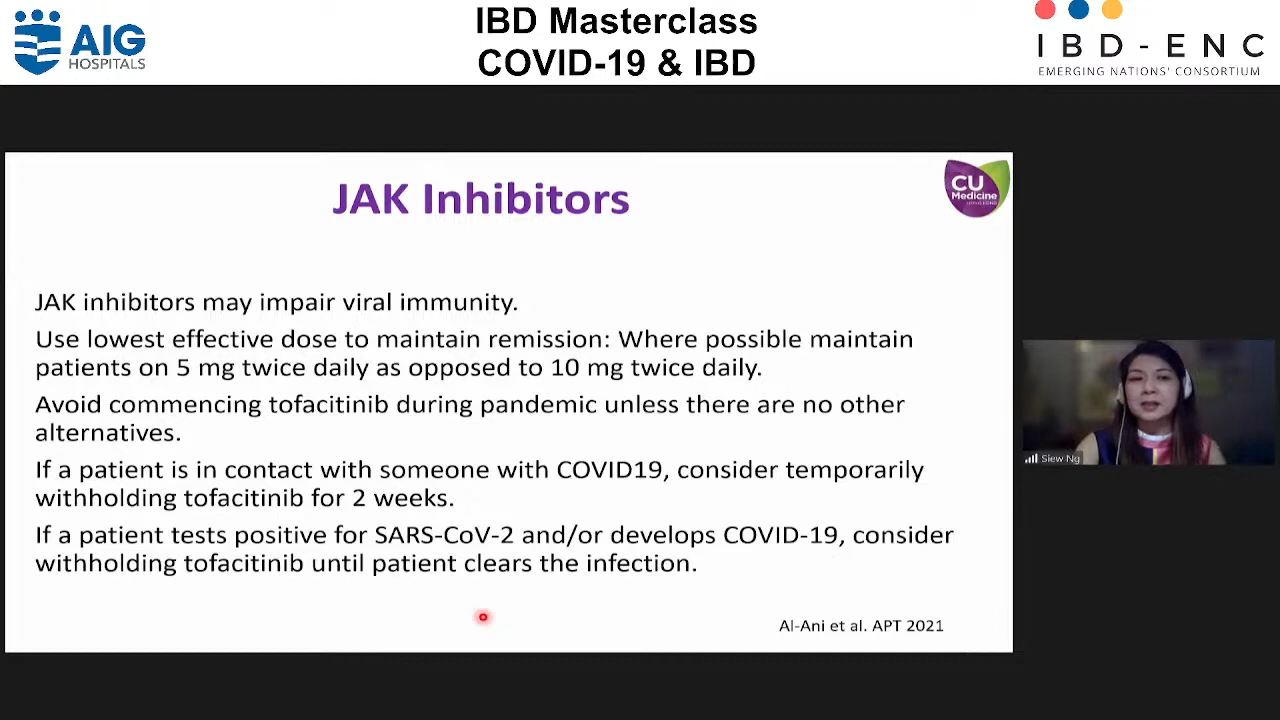 AIG
HOSPITALS
IBD Masterclass
COVID-19 & IBD
IBD-ENC
EMERGING NATIONS' CONSORTIUM
JAK Inhibitors
CU
Medicine
HONG KONG
JAK inhibitors may impair viral immunity.
Use lowest effective dose to maintain remission: Where possible maintain
patients on 5 mg twice daily as opposed to 10 mg twice daily.
Avoid commencing tofacitinib during pandemic unless there are no other
alternatives.
If a patient is in contact with someone with COVID19, consider temporarily
withholding tofacitinib for 2 weeks.
If a patient tests positive for SARS-CoV-2 and/or develops COVID-19, consider
withholding tofacitinib until patient clears the infection.
Al-Ani et al. APT 2021
Siew Ng